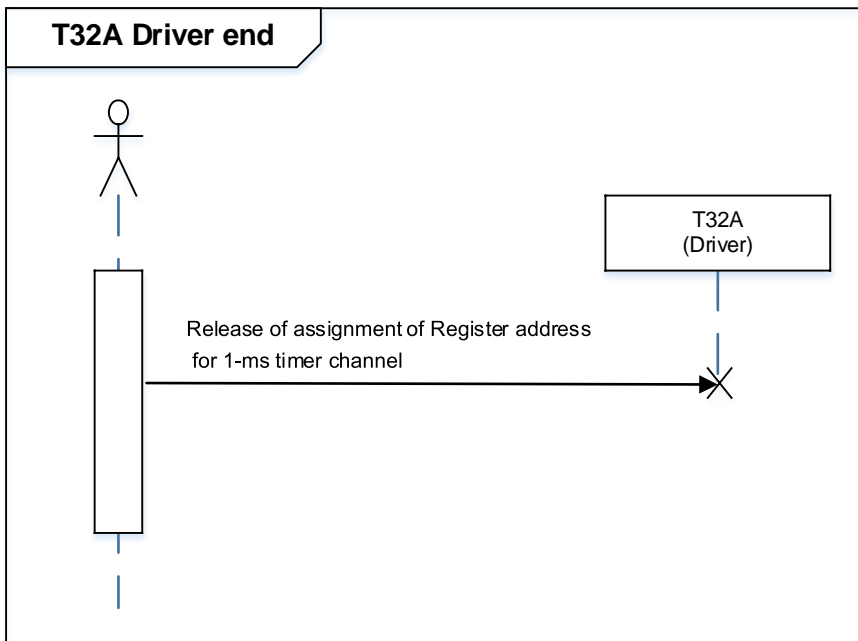 T32A Driver end
T32A
(Driver)
Release of assignment of Register address
for 1-ms timer channel